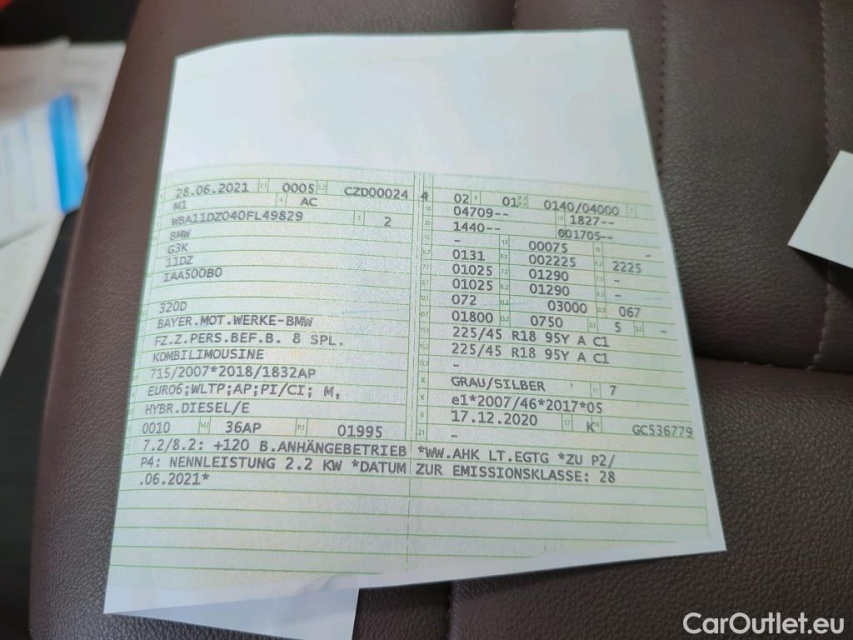 28.06.2021 0005 CZD00024 4
M1 AC
WBA11DZ040FL49829 2
BMW
G3K
11DZ
1AA500B0
320D
BAYER.MOT.WERKE-BMW
FZ.Z.PERS.BEF.B. 8 SPL.
KOMBILIMOUSINE
715/2007*2018/1832AP
EURO6;WLTP;AP;PI/CI; M,
HYBR.DIESEL/E
0010 36AP 01995
02 01 0140/04000
04709-- 1827--
1440-- 001705--
- 00075 -
0131 002225 2225
01025 01290 -
01025 01290 -
072 03000 067
01800 0750 5 -
225/45 R18 95Y A C1
225/45 R18 95Y A C1
-
GRAU/SILBER 7
e1*2007/46*2017*05
17.12.2020 K GC536779
-
7.2/8.2: +120 B.ANHÄNGEBETRIEB *WW.AHK LT.EGTG *ZU P2/
P4: NENNLEISTUNG 2.2 KW *DATUM ZUR EMISSIONSKLASSE: 28
.06.2021*
CarOutlet.eu